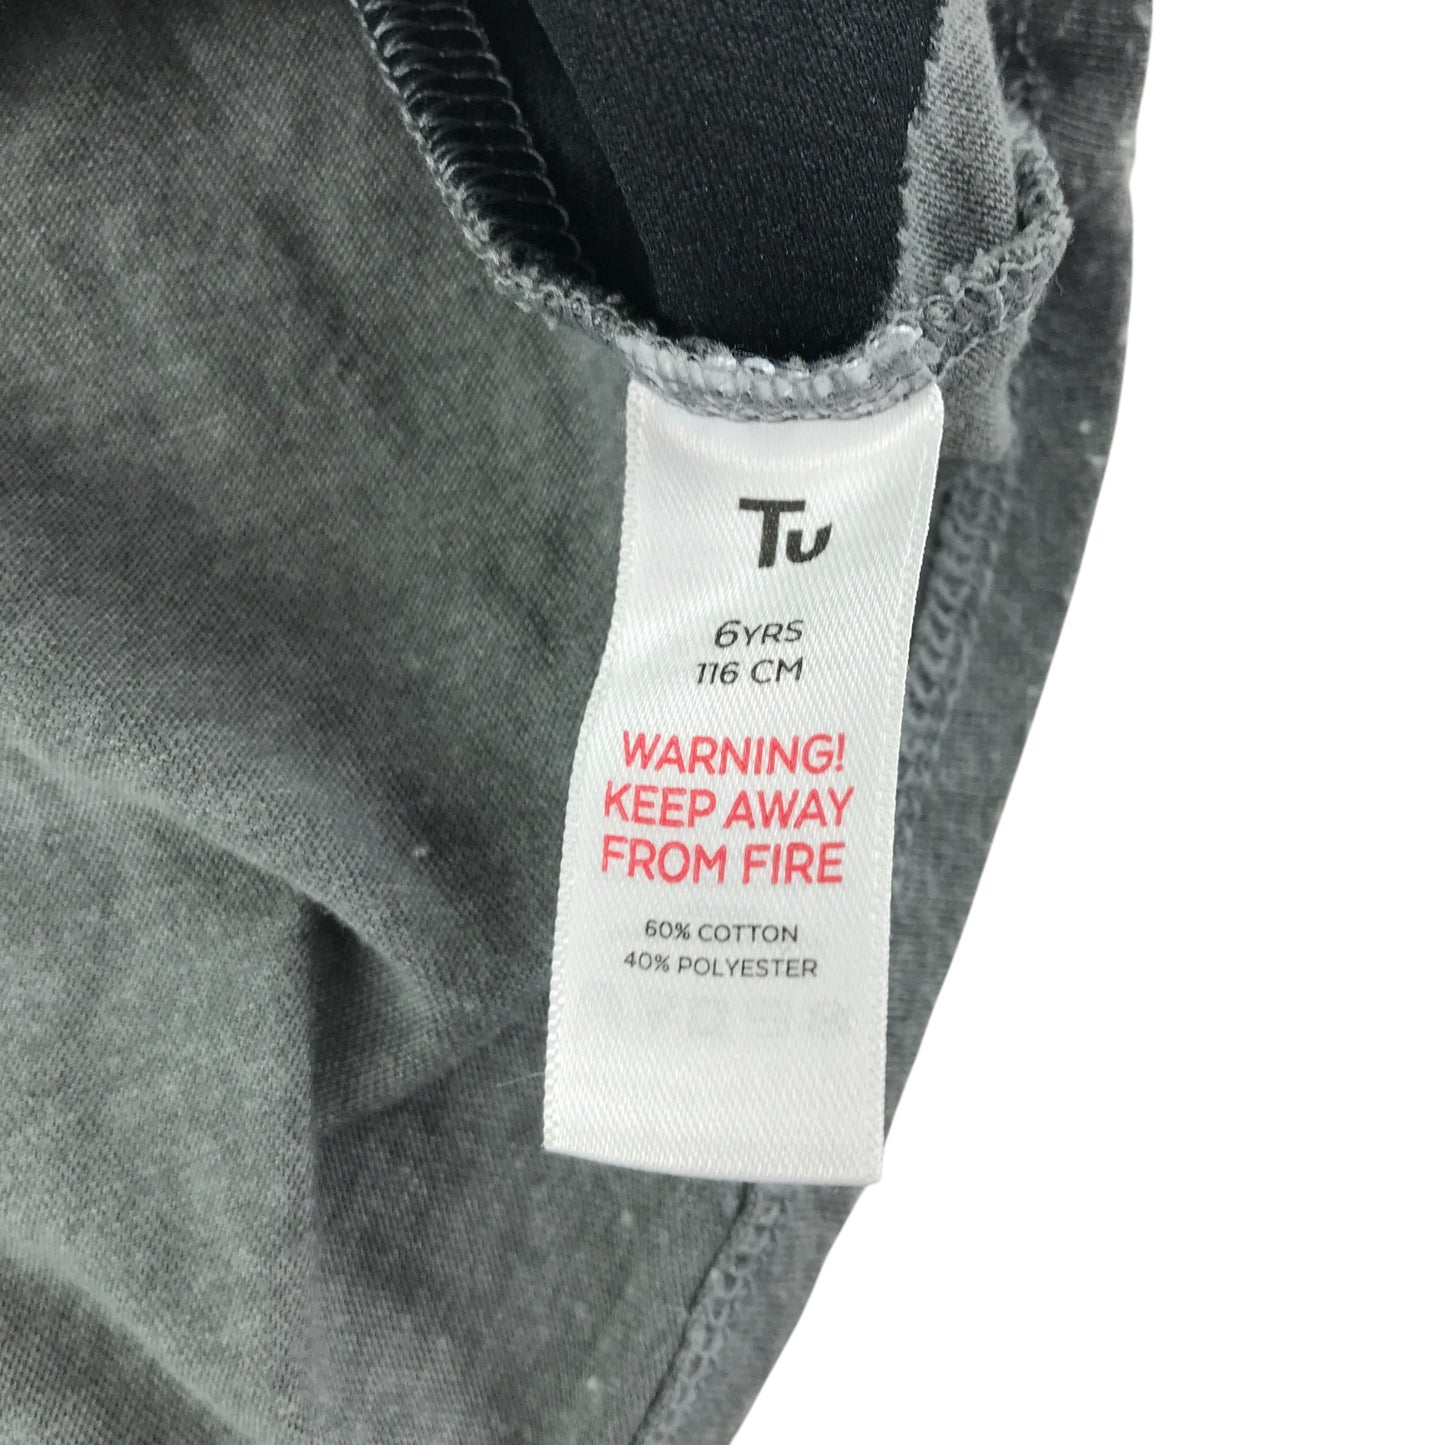 Tu
6YRS
116 CM
WARNING!
KEEP AWAY
FROM FIRE
60% COTTON
40% POLYESTER